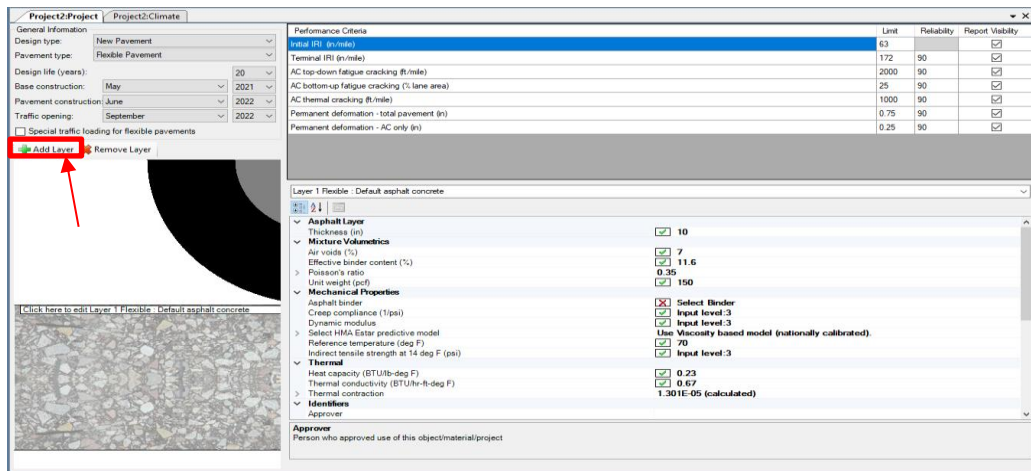 Project2:Project Project2:Climate
General Information
Design type: New Pavement
Pavement type: Flexible Pavement
Design life (years): 20
Base construction: May 2021
Pavement construction: June 2022
Traffic opening: September 2022
Special traffic loading for flexible pavements
Add Layer Remove Layer
Click here to edit Layer 1 Flexible : Default asphalt concrete
Performance Criteria Limit Reliability Report Visibility
Initial IRI (in/mile) 63
Terminal IRI (in/mile) 172 90
AC top-down fatigue cracking (ft/mile) 2000 90
AC bottom-up fatigue cracking (% lane area) 25 90
AC thermal cracking (ft/mile) 1000 90
Permanent deformation - total pavement (in) 0.75 90
Permanent deformation - AC only (in) 0.25 90
Layer 1 Flexible : Default asphalt concrete
Asphalt Layer
Thickness (in) 10
Mixture Volumetrics
Air voids (%) 7
Effective binder content (%) 11.6
Poisson's ratio 0.35
Unit weight (pcf) 150
Mechanical Properties
Asphalt binder Select Binder
Creep compliance (1/psi) Input level:3
Dynamic modulus Input level:3
Select HMA Estar predictive model Use Viscosity based model (nationally calibrated).
Reference temperature (deg F) 70
Indirect tensile strength at 14 deg F (psi) Input level:3
Thermal
Heat capacity (BTU/lb-deg F) 0.23
Thermal conductivity (BTU/hr-ft-deg F) 0.67
Thermal contraction 1.301E-05 (calculated)
Identifiers
Approver
Approver
Person who approved use of this object/material/project